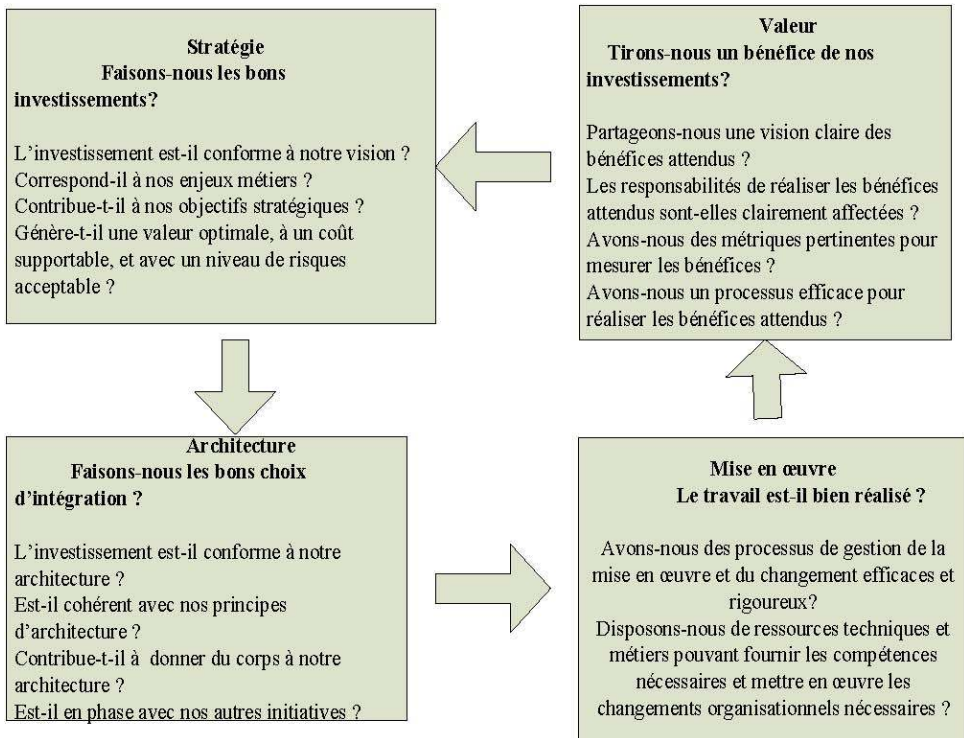 Stratégie
Faisons-nous les bons
investissements?
L'investissement est-il conforme à notre vision ?
Correspond-il à nos enjeux métiers ?
Contribue-t-il à nos objectifs stratégiques ?
Génère-t-il une valeur optimale, à un coût
supportable, et avec un niveau de risques
acceptable ?
Valeur
Tirons-nous un bénéfice de nos
investissements?
Partageons-nous une vision claire des
bénéfices attendus ?
Les responsabilités de réaliser les bénéfices
attendus sont-elles clairement affectées ?
Avons-nous des métriques pertinentes pour
mesurer les bénéfices ?
Avons-nous un processus efficace pour
réaliser les bénéfices attendus ?
Architecture
Faisons-nous les bons choix
d'intégration ?
L'investissement est-il conforme à notre
architecture ?
Est-il cohérent avec nos principes
d'architecture ?
Contribue-t-il à  donner du corps à notre
architecture ?
Est-il en phase avec nos autres initiatives ?
Mise en œuvre
Le travail est-il bien réalisé ?
Avons-nous des processus de gestion de la
mise en œuvre et du changement efficaces et
rigoureux?
Disposons-nous de ressources techniques et
métiers pouvant fournir les compétences
nécessaires et mettre en œuvre les
changements organisationnels nécessaires ?